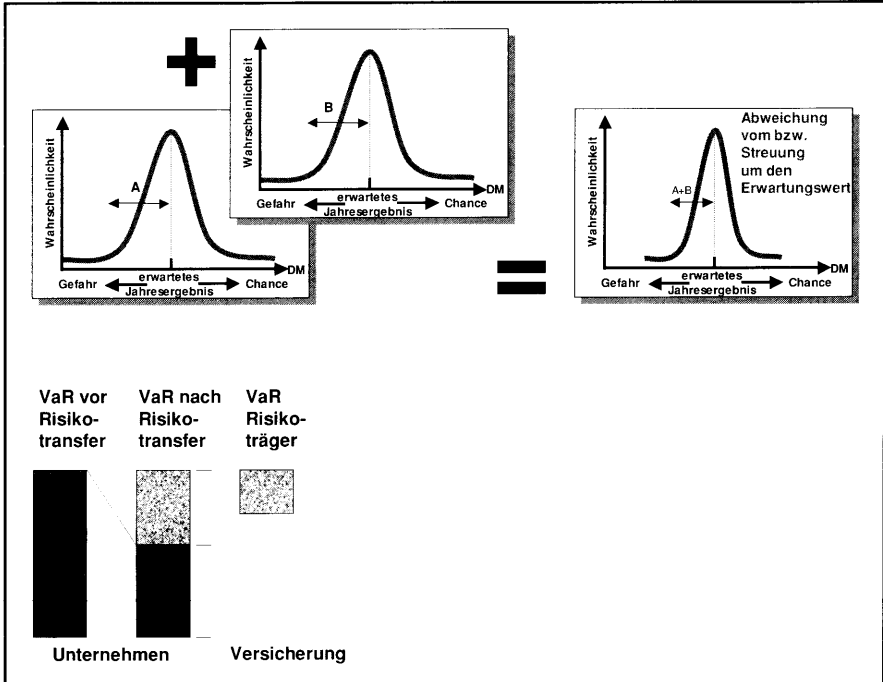 +
Wahrscheinlichkeit
A
DM
Gefahr erwartetes Chance
Jahresergebnis
Wahrscheinlichkeit
B
DM
Gefahr erwartetes Chance
Jahresergebnis
=
Wahrscheinlichkeit
Abweichung
vom bzw.
Streuung
um den
Erwartungswert
A+B
DM
Gefahr erwartetes Chance
Jahresergebnis
VaR vor
Risiko-
transfer
VaR nach
Risiko-
transfer
VaR
Risiko-
träger
Unternehmen
Versicherung